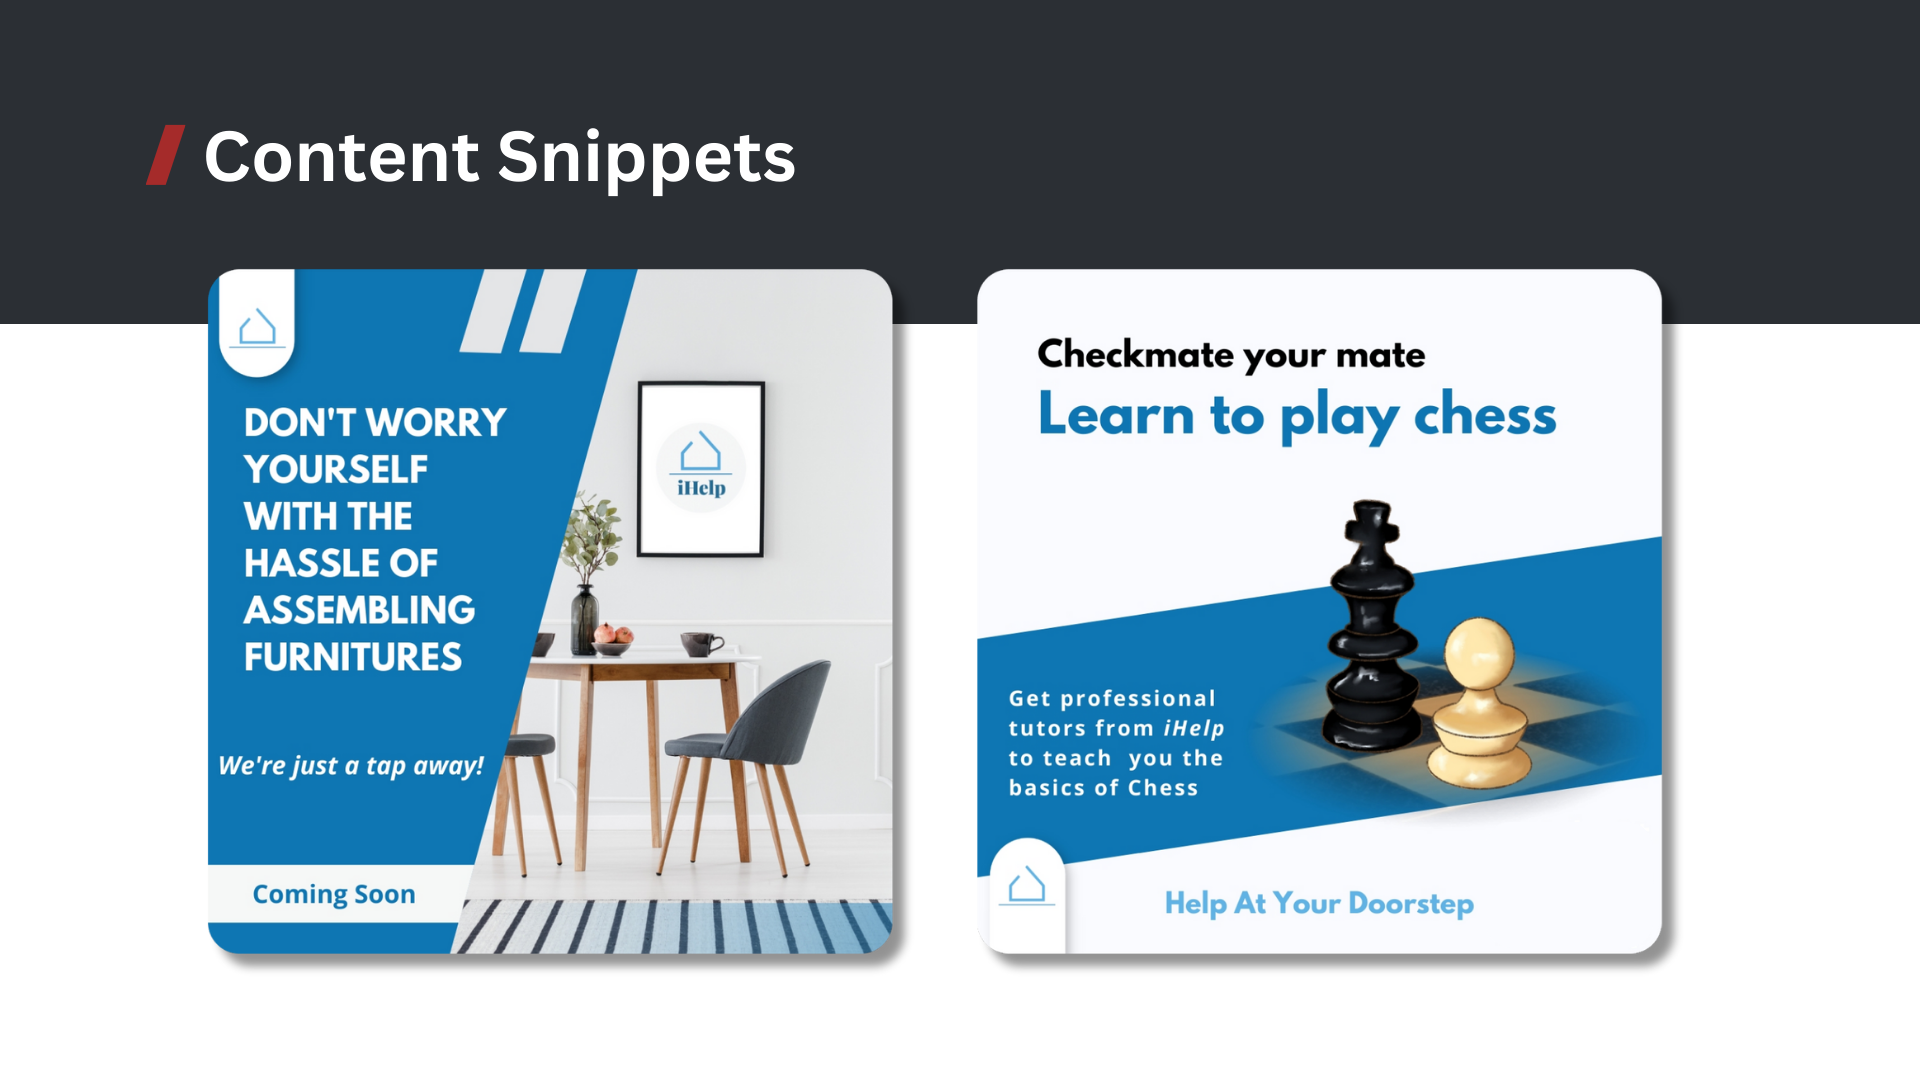 Content Snippets
DON'T WORRY
YOURSELF
WITH THE
HASSLE OF
ASSEMBLING
FURNITURES
We're just a tap away!
Coming Soon
iHelp
Checkmate your mate
Learn to play chess
Get professional
tutors from iHelp
to teach  you the
basics of Chess
Help At Your Doorstep